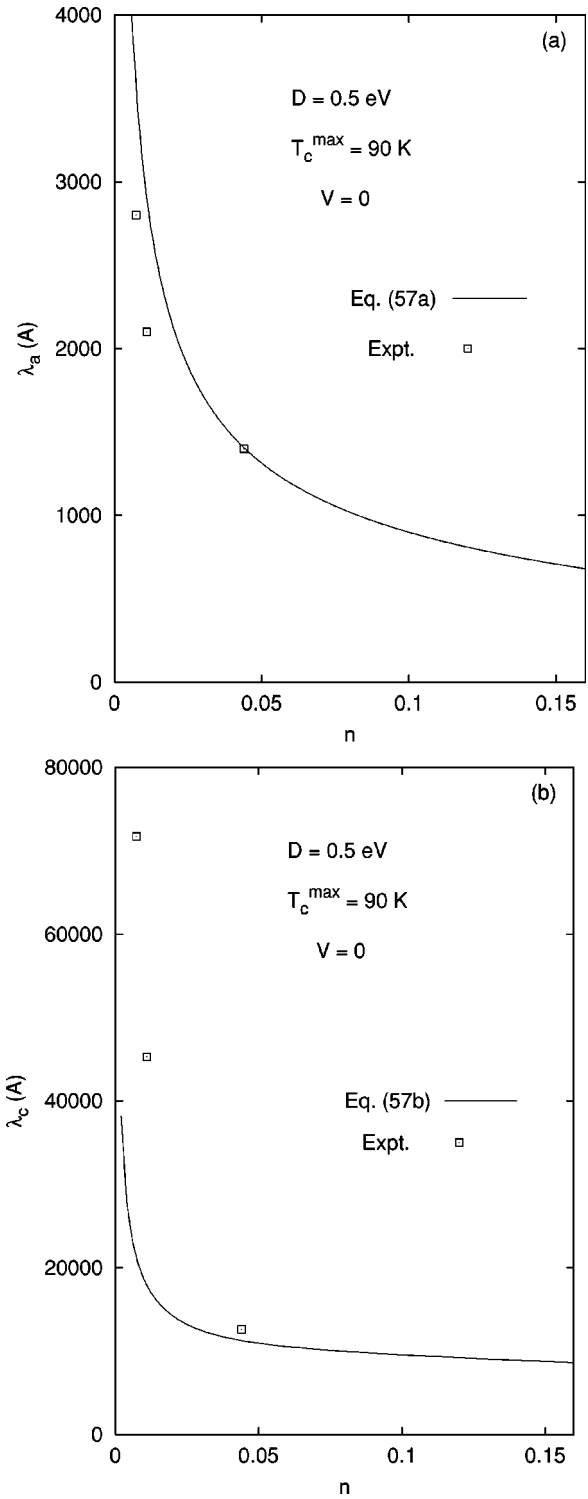 4000
(a)
D = 0.5 eV
T_c^max = 90 K
3000
V = 0
Eq. (57a)
Expt.
2000
λ_a (A)
1000
0
0
0.05
0.1
0.15
n
80000
(b)
D = 0.5 eV
T_c^max = 90 K
V = 0
60000
λ_c (A)
40000
Eq. (57b)
Expt.
20000
0
0
0.05
0.1
0.15
n